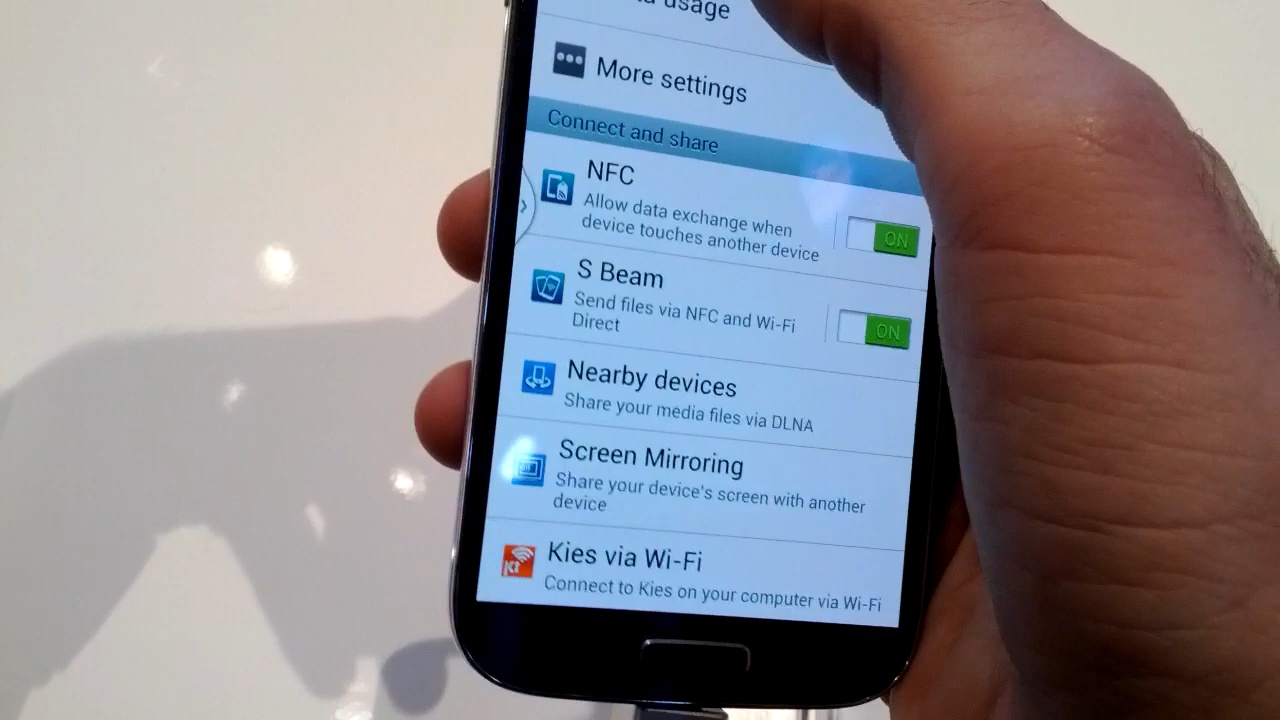 usage
More settings
Connect and share
NFC
Allow data exchange when
device touches another device
ON
S Beam
Send files via NFC and Wi-Fi
Direct
ON
Nearby devices
Share your media files via DLNA
Screen Mirroring
Share your device's screen with another
device
Kies via Wi-Fi
Connect to Kies on your computer via Wi-Fi